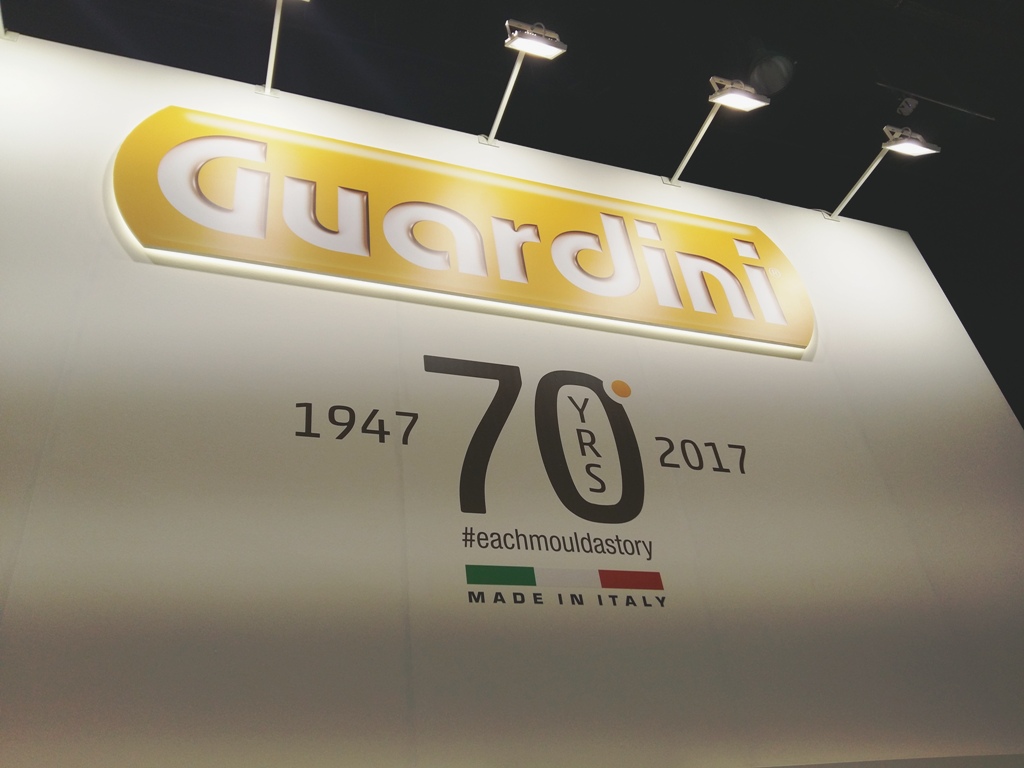 Guardini
1947 70 YRS 2017
#eachmouldastory
MADE IN ITALY